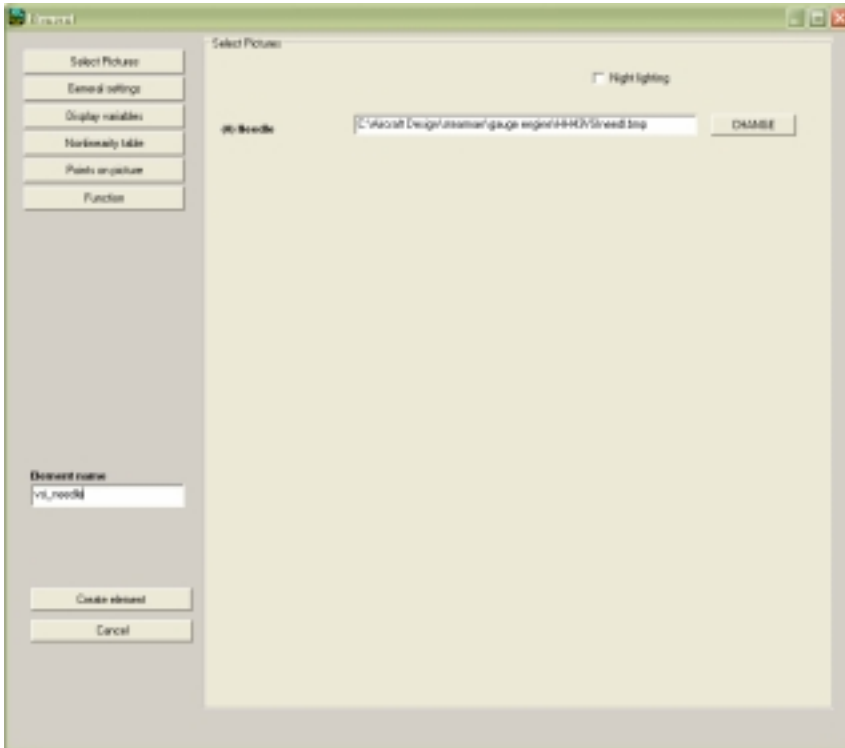 Select Pictures
Select Pictures
General settings
Night lighting
Display variables
Needle
CHANGE
Nonlinearity table
Points on picture
Function
Element name
vsi_needle
Create element
Cancel